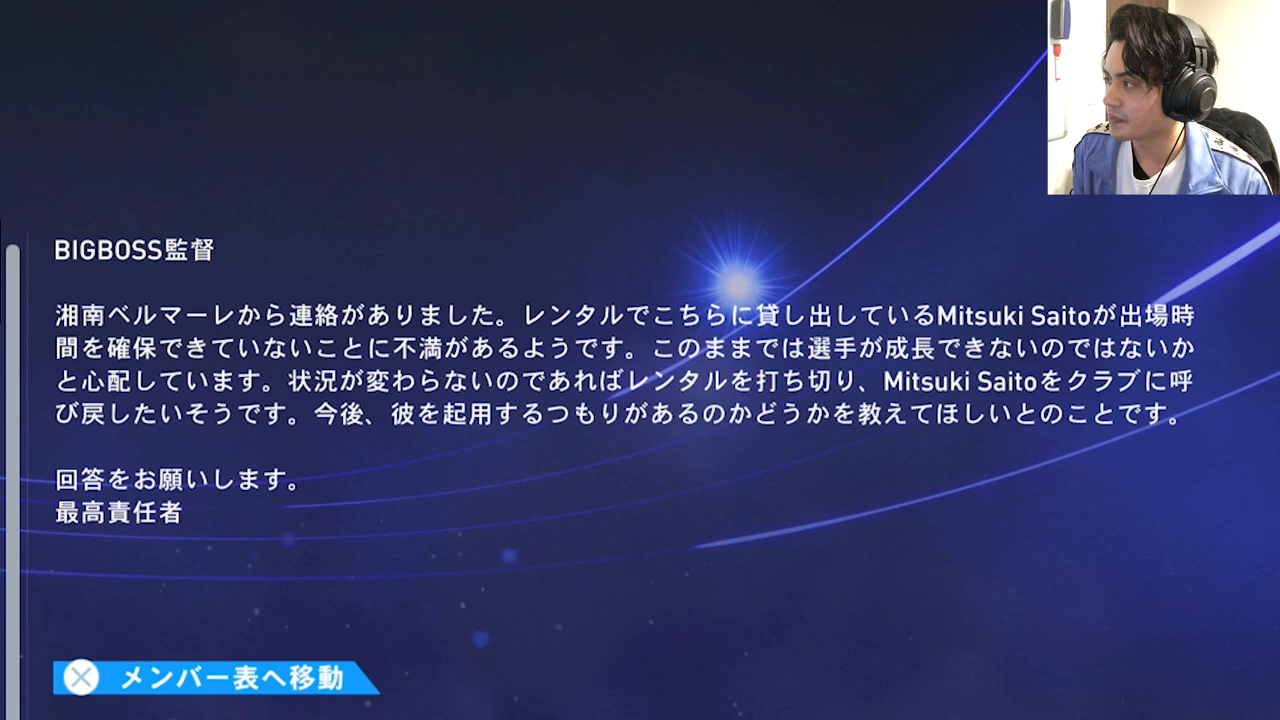 BIGBOSS監督
湘南ベルマーレから連絡がありました。レンタルでこちらに貸し出しているMitsuki Saitoが出場時
間を確保できていないことに不満があるようです。このままでは選手が成長できないのではないか
と心配しています。状況が変わらないのであればレンタルを打ち切り、Mitsuki Saitoをクラブに呼
び戻したいそうです。今後、彼を起用するつもりがあるのかどうかを教えてほしいとのことです。
回答をお願いします。
最高責任者
メンバー表へ移動